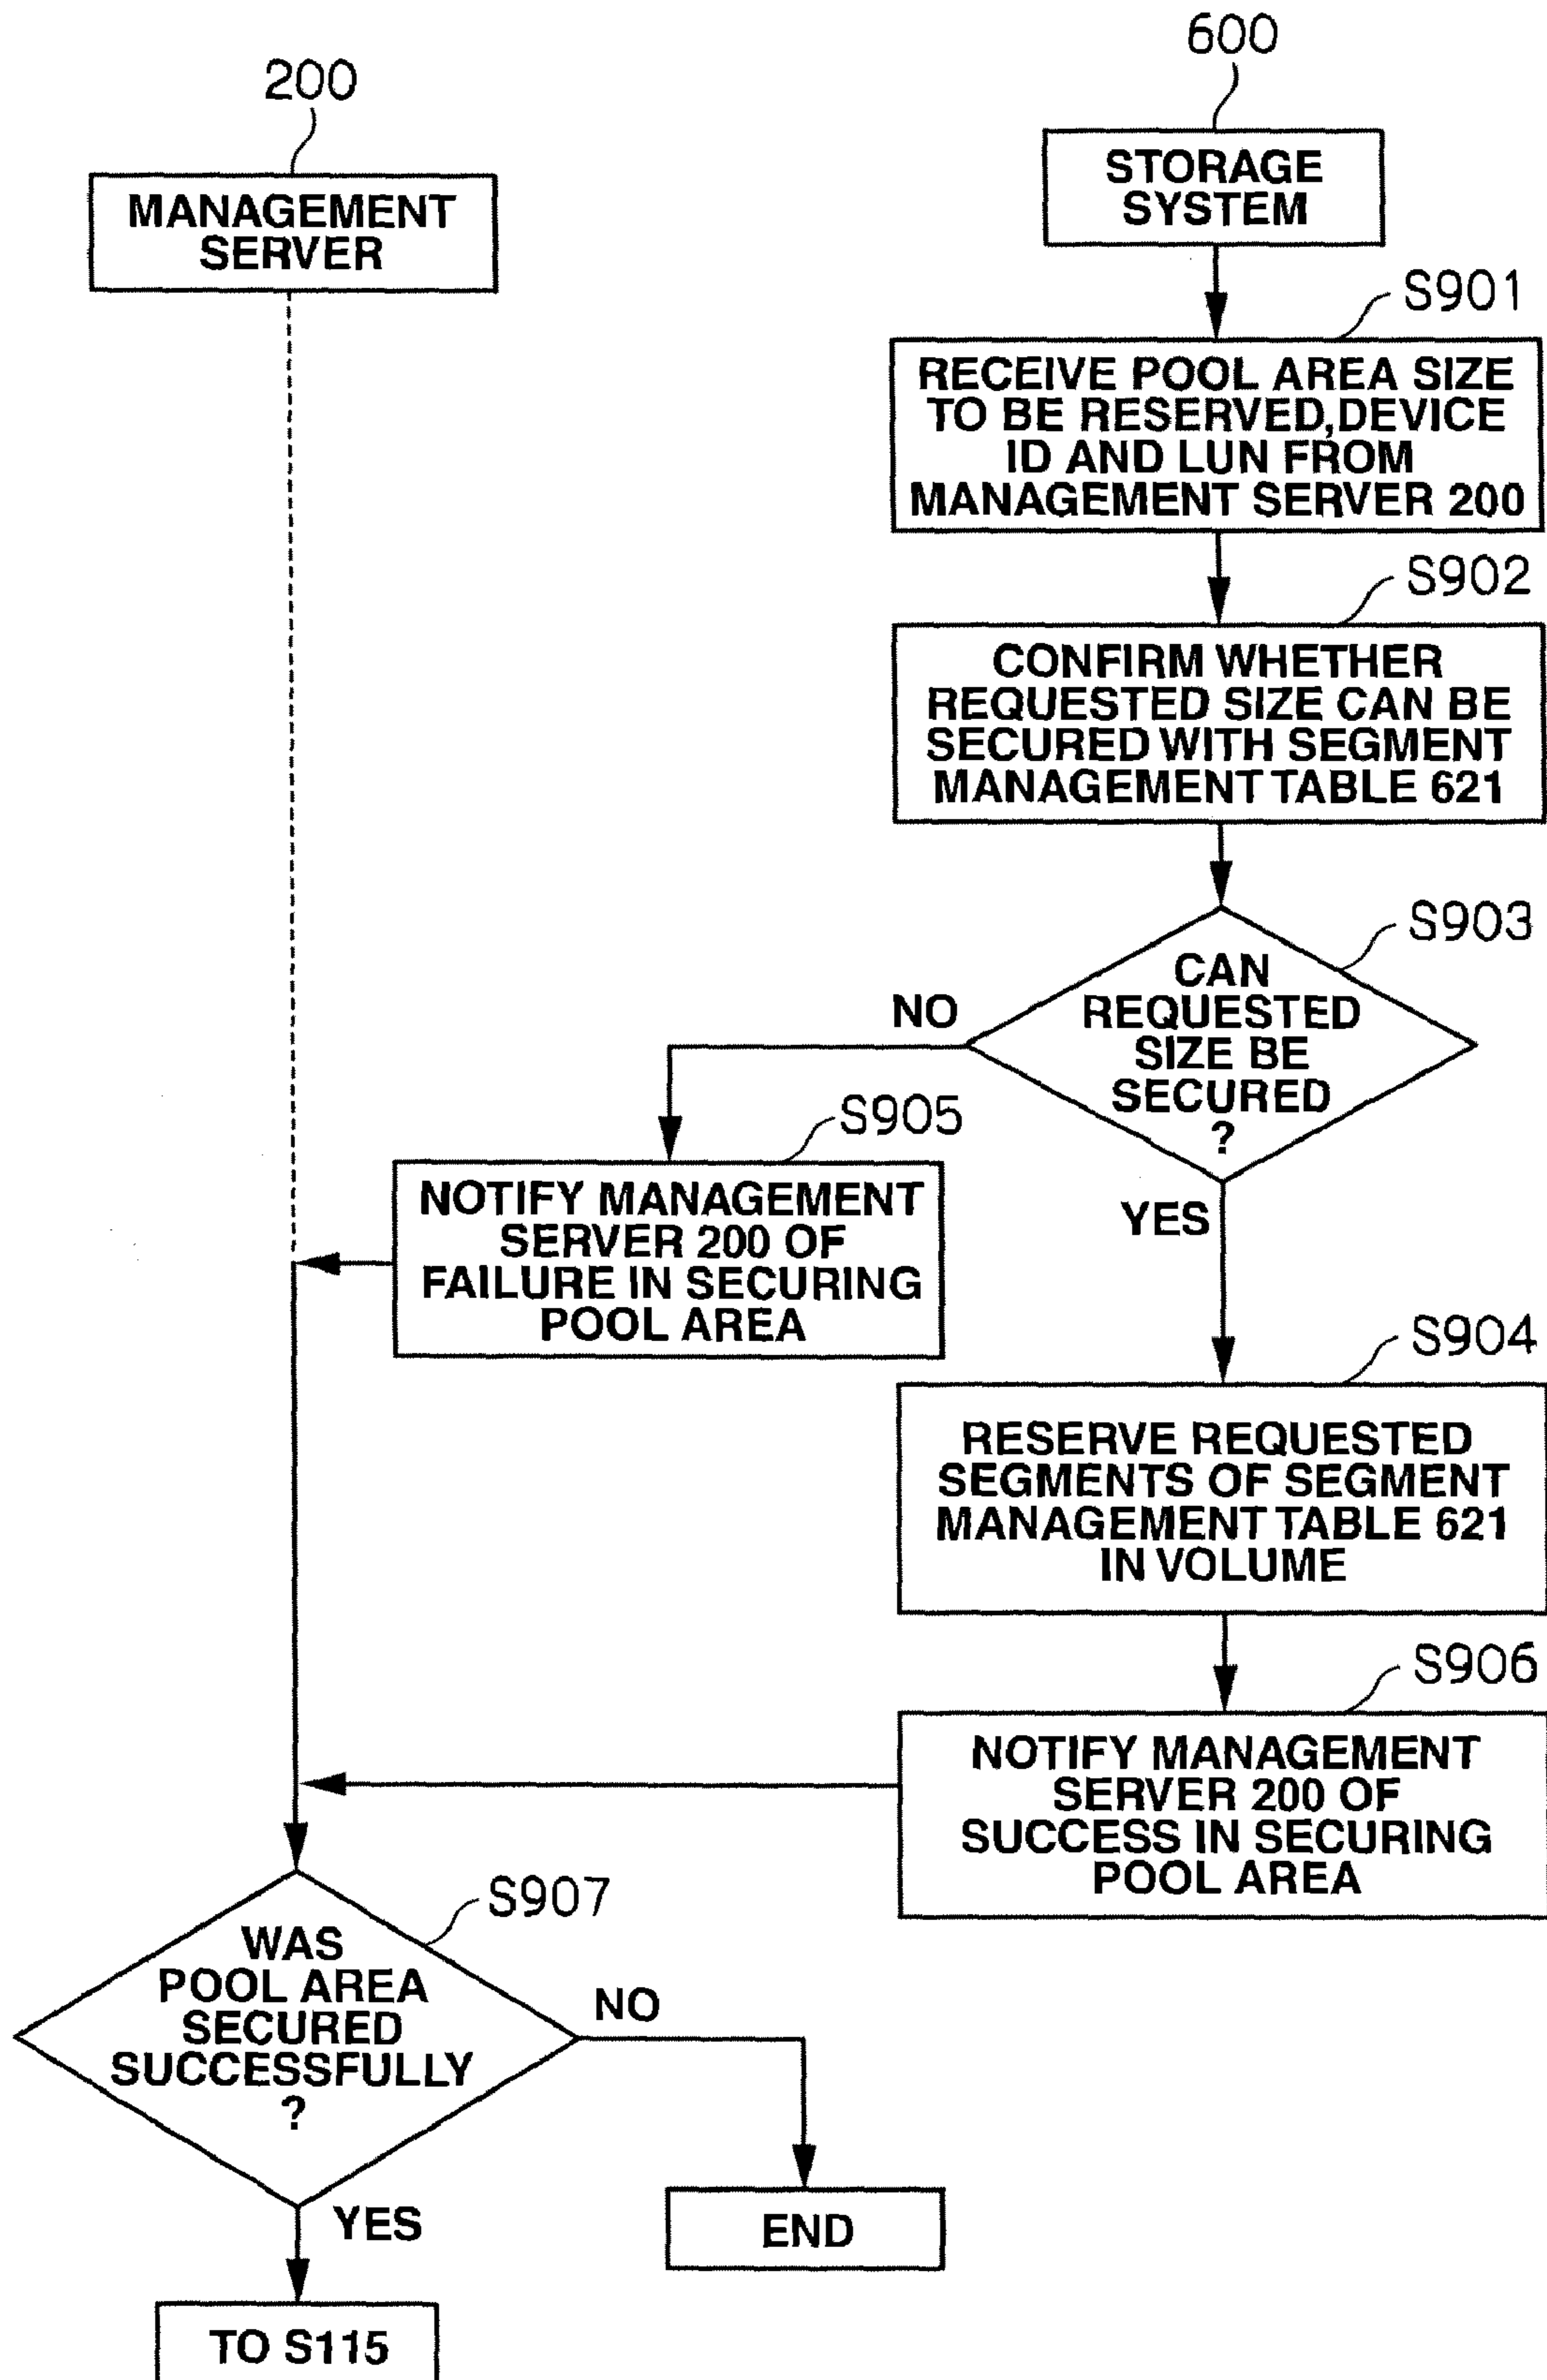 600
200
STORAGE
SYSTEM
MANAGEMENT
SERVER
S901
RECEIVE POOL AREA SIZE
TO BE RESERVED,DEVICE
ID AND LUN FROM
MANAGEMENT SERVER 200
S902
CONFIRM WHETHER
REQUESTED SIZE CAN BE
SECURED WITH SEGMENT
MANAGEMENT TABLE 621
S903
CAN
REQUESTED
SIZE BE
SECURED
?
NO
YES
S905
NOTIFY MANAGEMENT
SERVER 200 OF
FAILURE IN SECURING
POOL AREA
S904
RESERVE REQUESTED
SEGMENTS OF SEGMENT
MANAGEMENT TABLE 621
IN VOLUME
S906
NOTIFY MANAGEMENT
SERVER 200 OF
SUCCESS IN SECURING
POOL AREA
S907
WAS
POOL AREA
SECURED
SUCCESSFULLY
?
NO
YES
END
TO S115